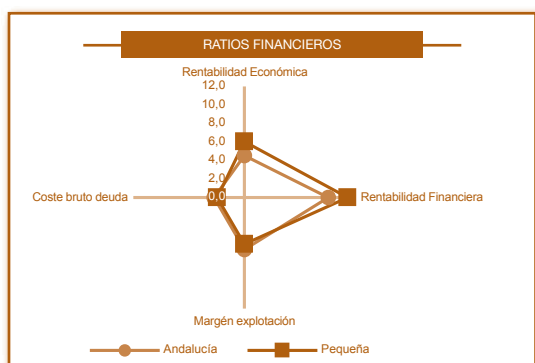 RATIOS FINANCIEROS
Rentabilidad Económica
12,0
10,0
8,0
6,0
4,0
2,0
0,0
Coste bruto deuda
Rentabilidad Financiera
Margén explotación
Andalucía
Pequeña